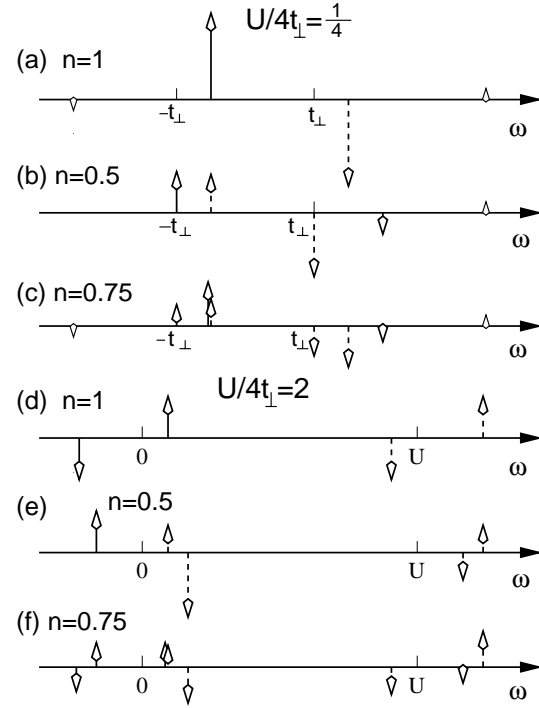 U/4t⊥=1/4
(a) n=1
−t⊥ t⊥ ω
(b) n=0.5
−t⊥ t⊥ ω
(c) n=0.75
−t⊥ t⊥ ω
U/4t⊥=2
(d) n=1
0 U ω
(e) n=0.5
0 U ω
(f) n=0.75
0 U ω